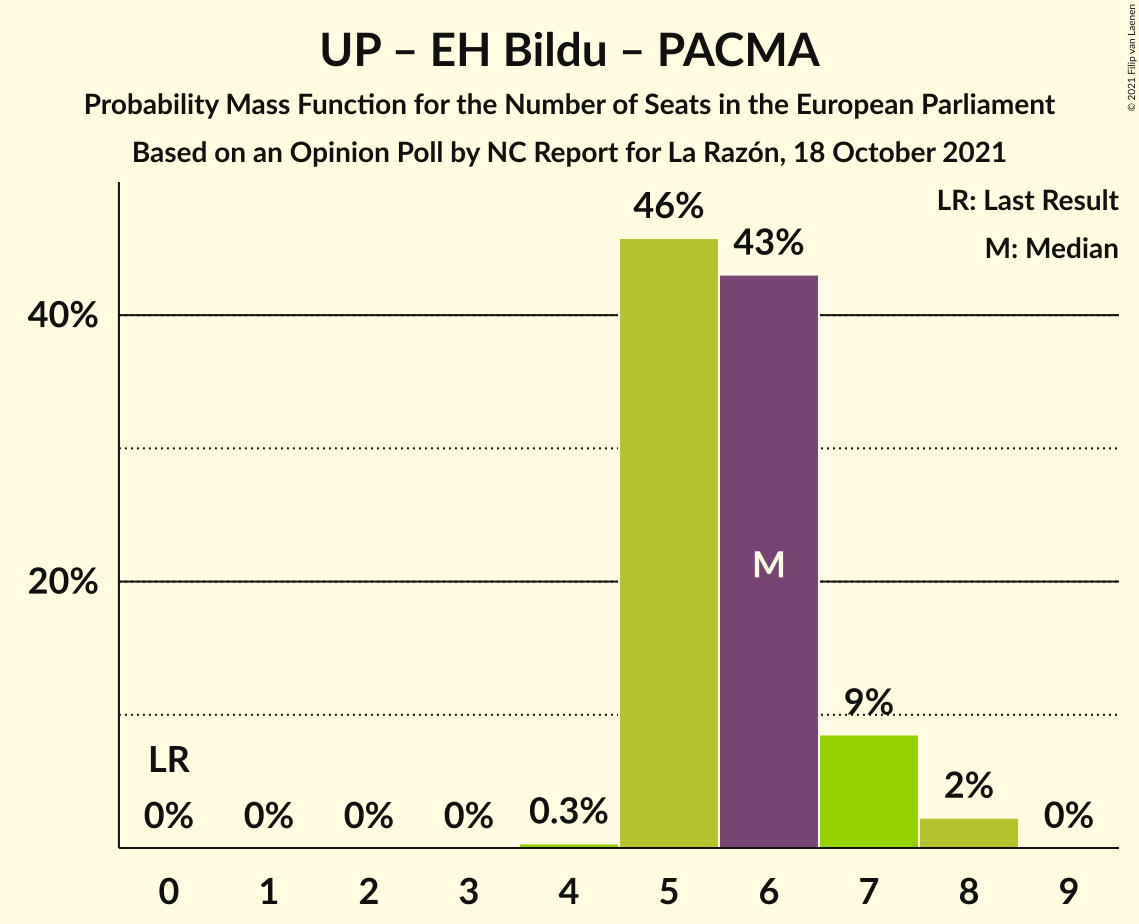 UP – EH Bildu – PACMA
Probability Mass Function for the Number of Seats in the European Parliament
Based on an Opinion Poll by NC Report for La Razón, 18 October 2021
© 2021 Filip van Laenen
LR: Last Result
M: Median
46%
43%
40%
20%
M
9%
LR
2%
0% 0% 0% 0% 0.3% 0%
0 1 2 3 4 5 6 7 8 9